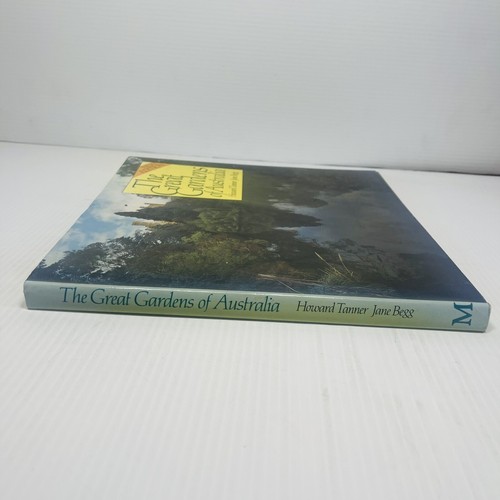 The
Great
Gardens
of Australia
The Great Gardens of Australia Howard Tanner Jane Begg M